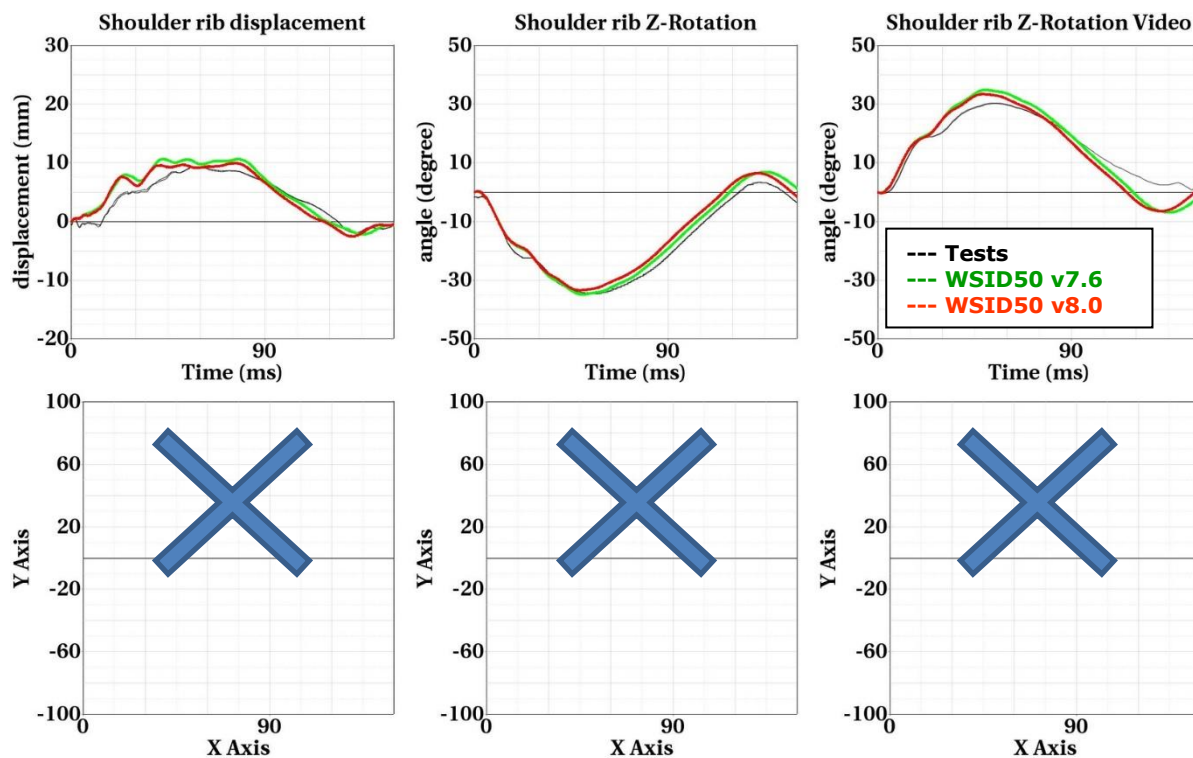 Shoulder rib displacement
30
20
10
0
-10
-20
displacement (mm)
0
90
Time (ms)
Shoulder rib Z-Rotation
50
30
10
-10
-30
-50
angle (degree)
0
90
Time (ms)
Shoulder rib Z-Rotation Video
50
30
10
-10
-30
-50
angle (degree)
0
90
Time (ms)
--- Tests
--- WSID50 v7.6
--- WSID50 v8.0
100
60
20
-20
-60
-100
Y Axis
0
90
X Axis
100
60
20
-20
-60
-100
Y Axis
0
90
X Axis
100
60
20
-20
-60
-100
Y Axis
0
90
X Axis